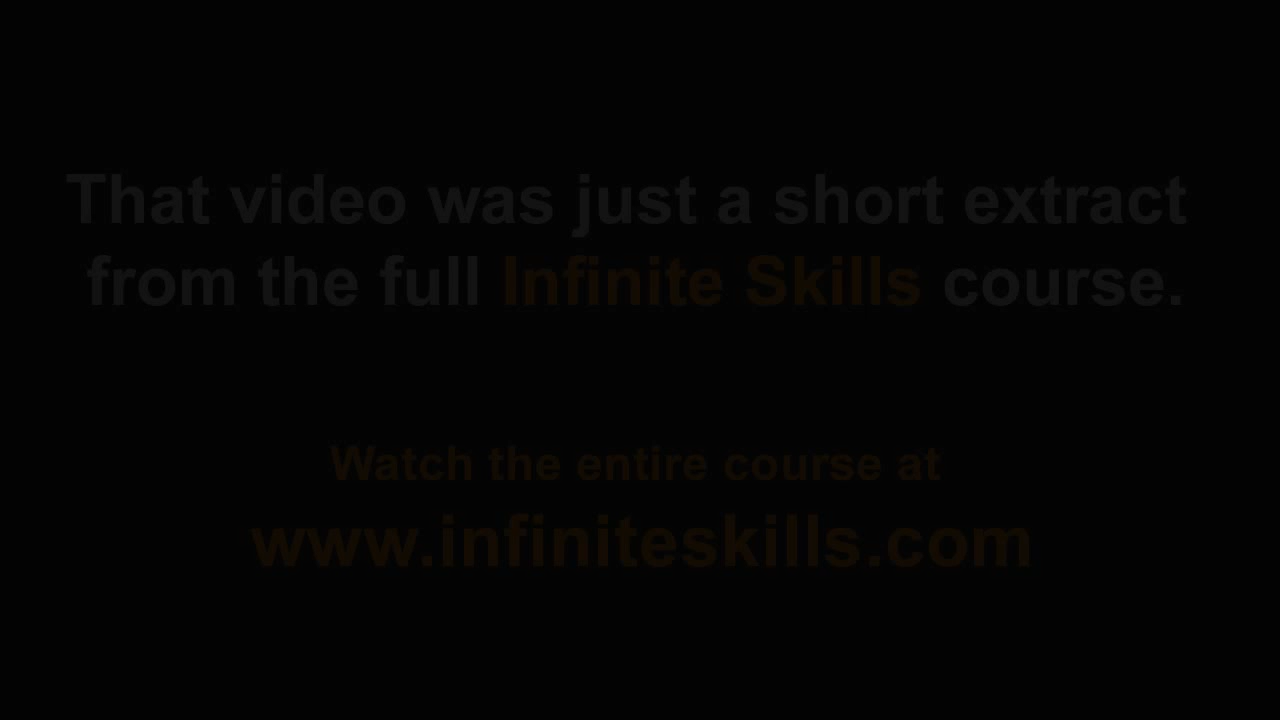 That video was just a short extract
from the full Infinite Skills course.
Watch the entire course at
www.infiniteskills.com